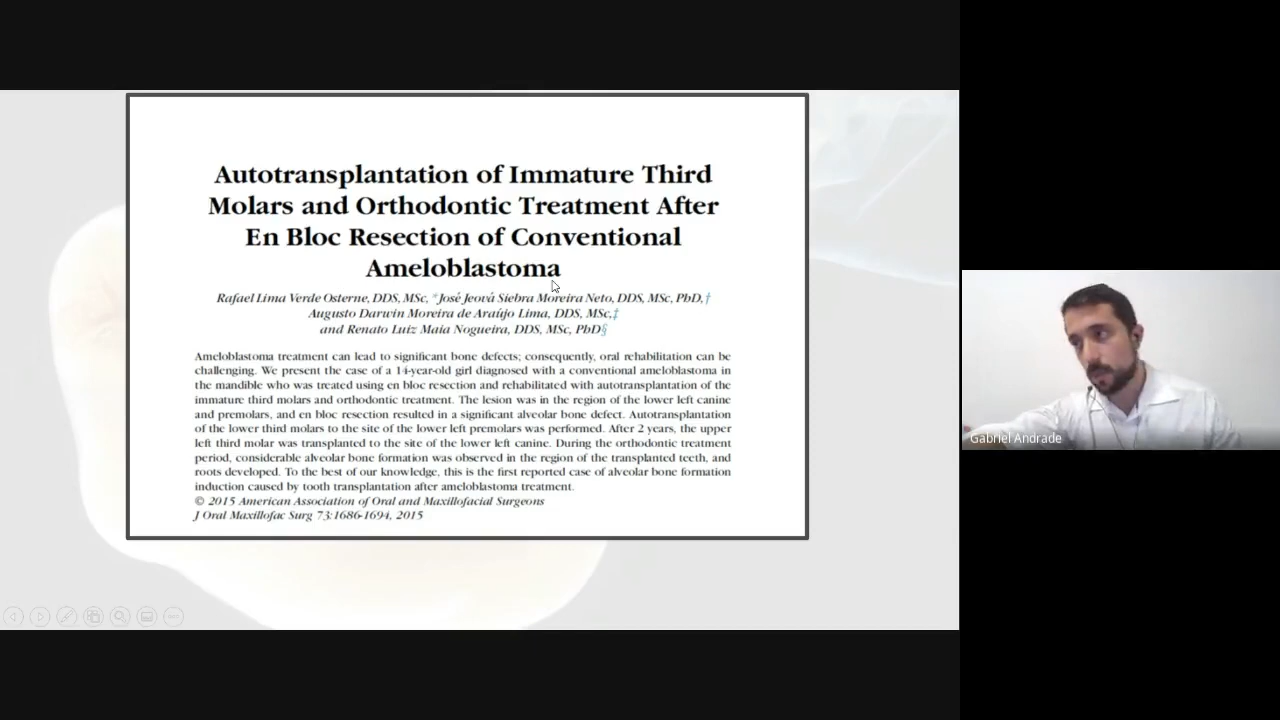 Autotransplantation of Immature Third
Molars and Orthodontic Treatment After
En Bloc Resection of Conventional
Ameloblastoma
Rafael Lima Verde Osterne, DDS, MSc, *José Jeová Siebra Moreira Neto, DDS, MSc, PhD,†
Augusto Darwin Moreira de Araújo Lima, DDS, MSc,‡
and Renato Luiz Maia Nogueira, DDS, MSc, PhD§
Ameloblastoma treatment can lead to significant bone defects; consequently, oral rehabilitation can be
challenging. We present the case of a 14-year-old girl diagnosed with a conventional ameloblastoma in
the mandible who was treated using en bloc resection and rehabilitated with autotransplantation of the
immature third molars and orthodontic treatment. The lesion was in the region of the lower left canine
and premolars, and en bloc resection resulted in a significant alveolar bone defect. Autotransplantation
of the lower third molars to the site of the lower left premolars was performed. After 2 years, the upper
left third molar was transplanted to the site of the lower left canine. During the orthodontic treatment
period, considerable alveolar bone formation was observed in the region of the transplanted teeth, and
roots developed. To the best of our knowledge, this is the first reported case of alveolar bone formation
induction caused by tooth transplantation after ameloblastoma treatment.
© 2015 American Association of Oral and Maxillofacial Surgeons
J Oral Maxillofac Surg 73:1686-1694, 2015
Gabriel Andrade